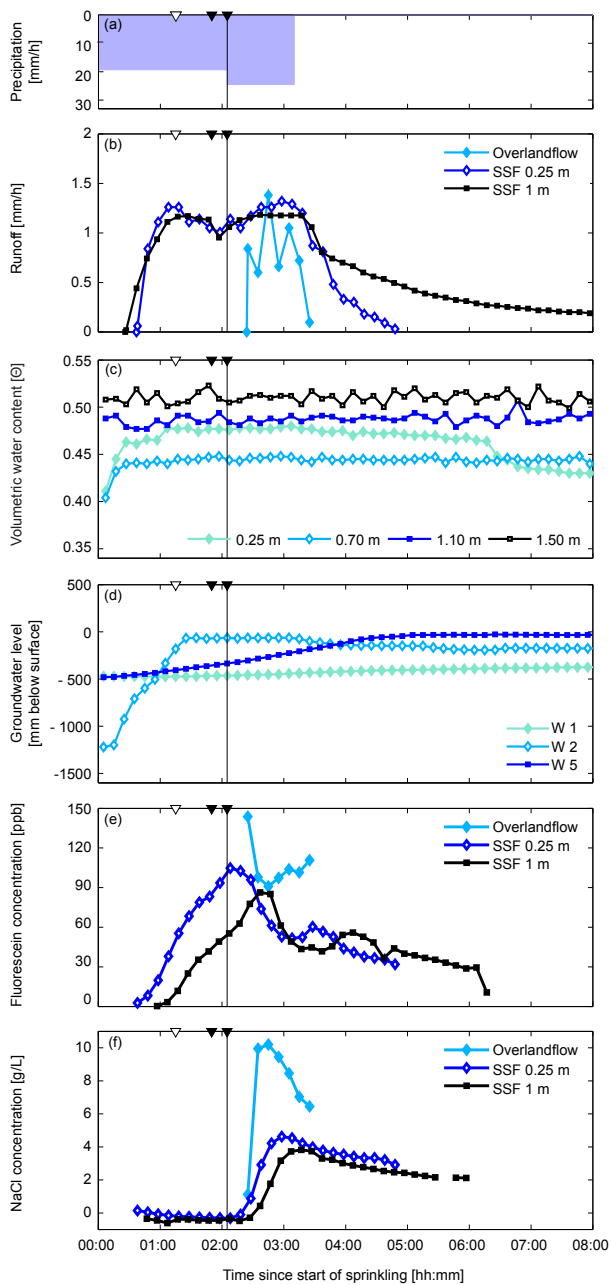 (a)
Precipitation
[mm/h]
0
10
20
30
(b)
Runoff [mm/h]
2
1.5
1
0.5
0
Overlandflow
SSF 0.25 m
SSF 1 m
(c)
Volumetric water content [Θ]
0.55
0.50
0.45
0.40
0.35
0.25 m
0.70 m
1.10 m
1.50 m
(d)
Groundwater level
[mm below surface]
500
0
- 500
-1000
-1500
W 1
W 2
W 5
(e)
Fluorescein concentration [ppb]
150
120
90
60
30
0
Overlandflow
SSF 0.25 m
SSF 1 m
(f)
NaCl concentration [g/L]
10
8
6
4
2
0
Overlandflow
SSF 0.25 m
SSF 1 m
00:00 01:00 02:00 03:00 04:00 05:00 06:00 07:00 08:00
Time since start of sprinkling [hh:mm]